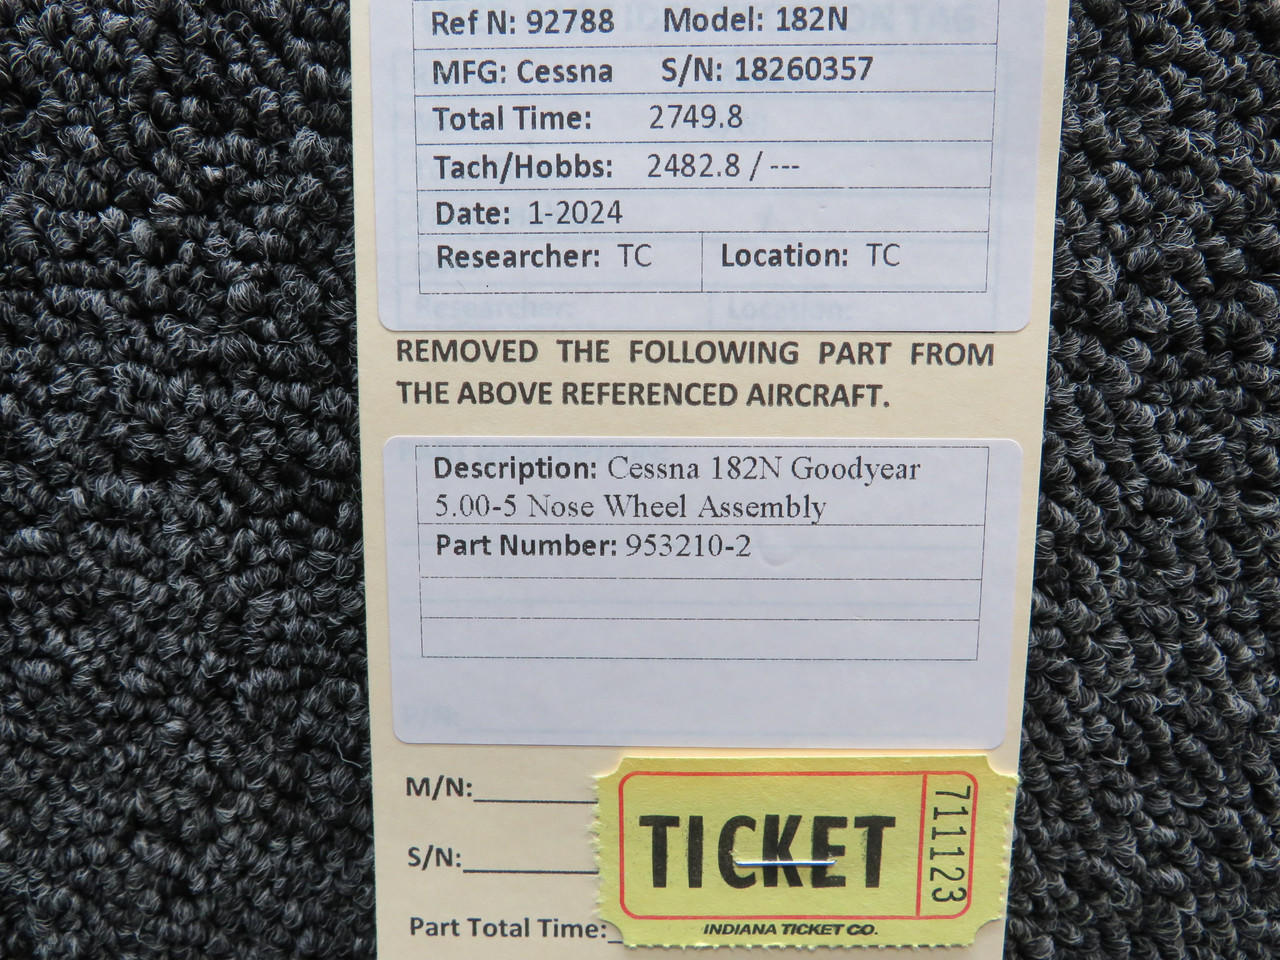 Ref N: 92788 Model: 182N
MFG: Cessna S/N: 18260357
Total Time: 2749.8
Tach/Hobbs: 2482.8 / ---
Date: 1-2024
Researcher: TC Location: TC
Researcher: Location:
REMOVED THE FOLLOWING PART FROM
THE ABOVE REFERENCED AIRCRAFT.
Description: Cessna 182N Goodyear
5.00-5 Nose Wheel Assembly
Part Number: 953210-2
P/N:
M/N:
S/N:
Part Total Time:
TICKET
711123
INDIANA TICKET CO.